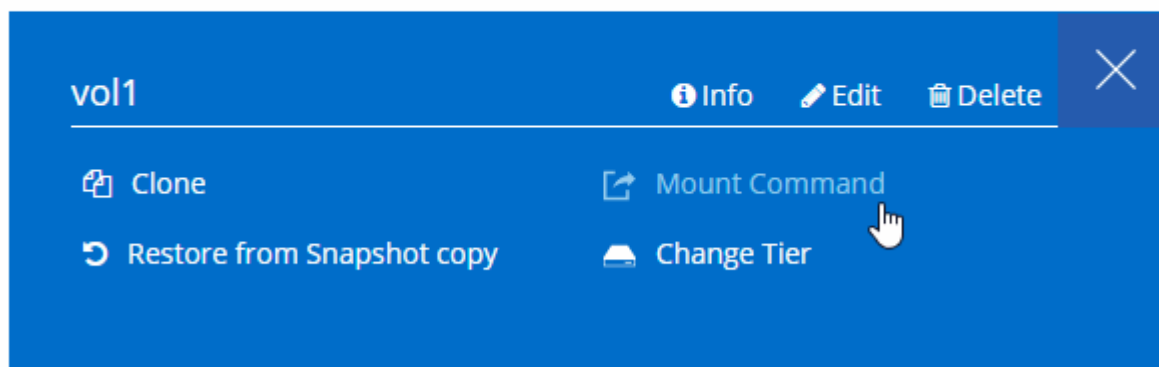 vol1 Info Edit Delete
Clone Mount Command
Restore from Snapshot copy Change Tier